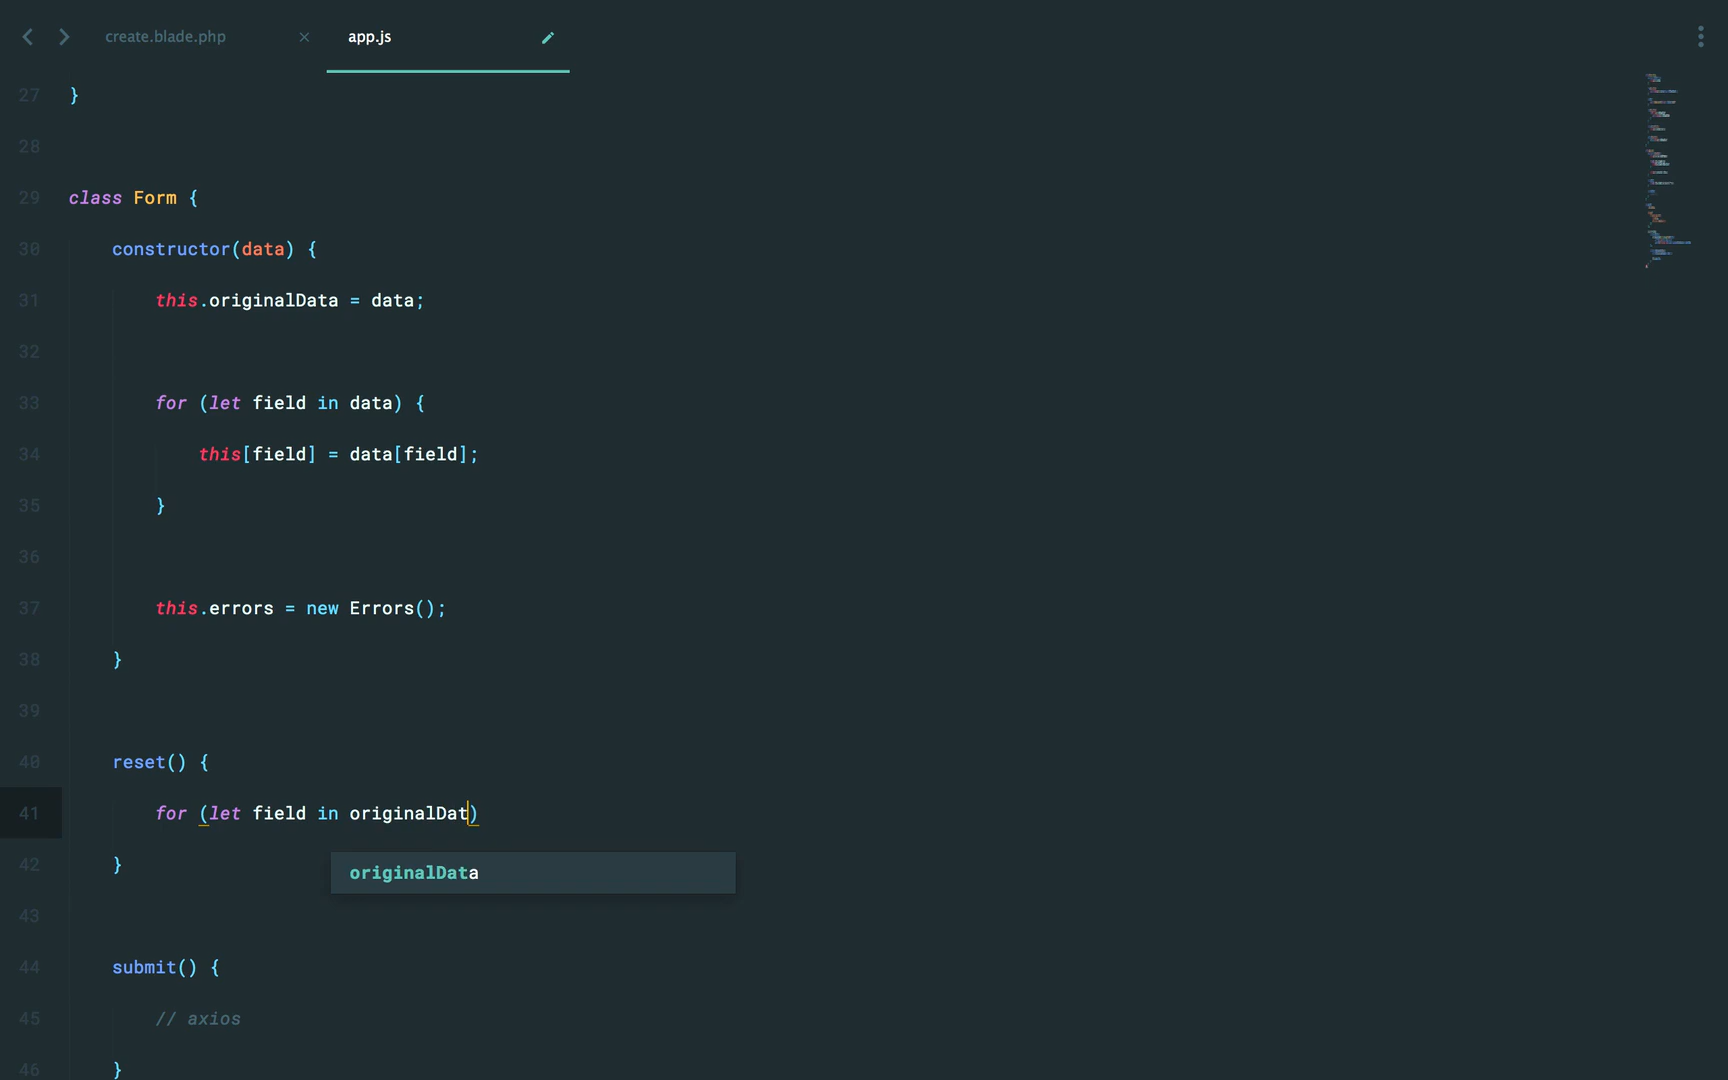 create.blade.php × app.js
27 }
28
29 class Form {
30 constructor(data) {
31 this.originalData = data;
32
33 for (let field in data) {
34 this[field] = data[field];
35 }
36
37 this.errors = new Errors();
38 }
39
40 reset() {
41 for (let field in originalDat)
42 }
originalData
43
44 submit() {
45 // axios
46 }